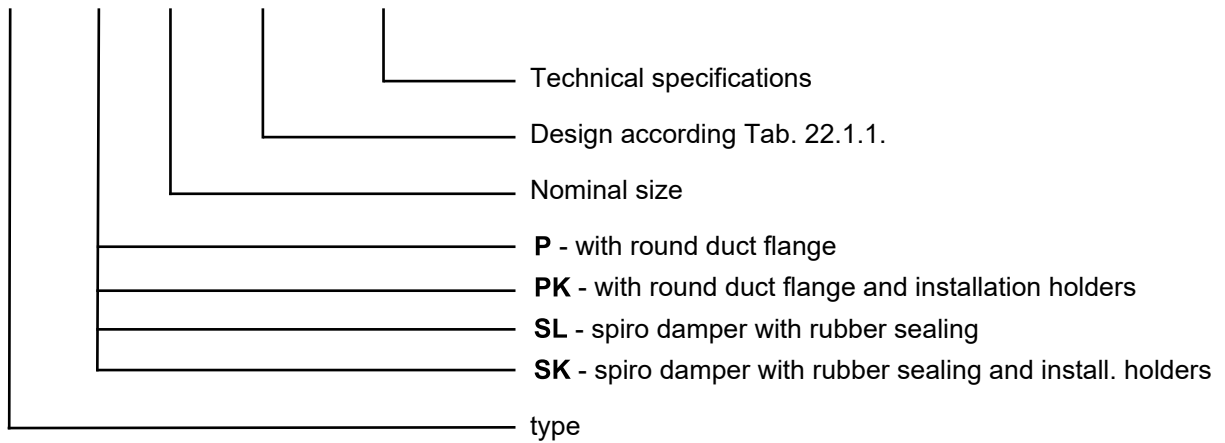 Technical specifications
Design according Tab. 22.1.1.
Nominal size
P - with round duct flange
PK - with round duct flange and installation holders
SL - spiro damper with rubber sealing
SK - spiro damper with rubber sealing and install. holders
type